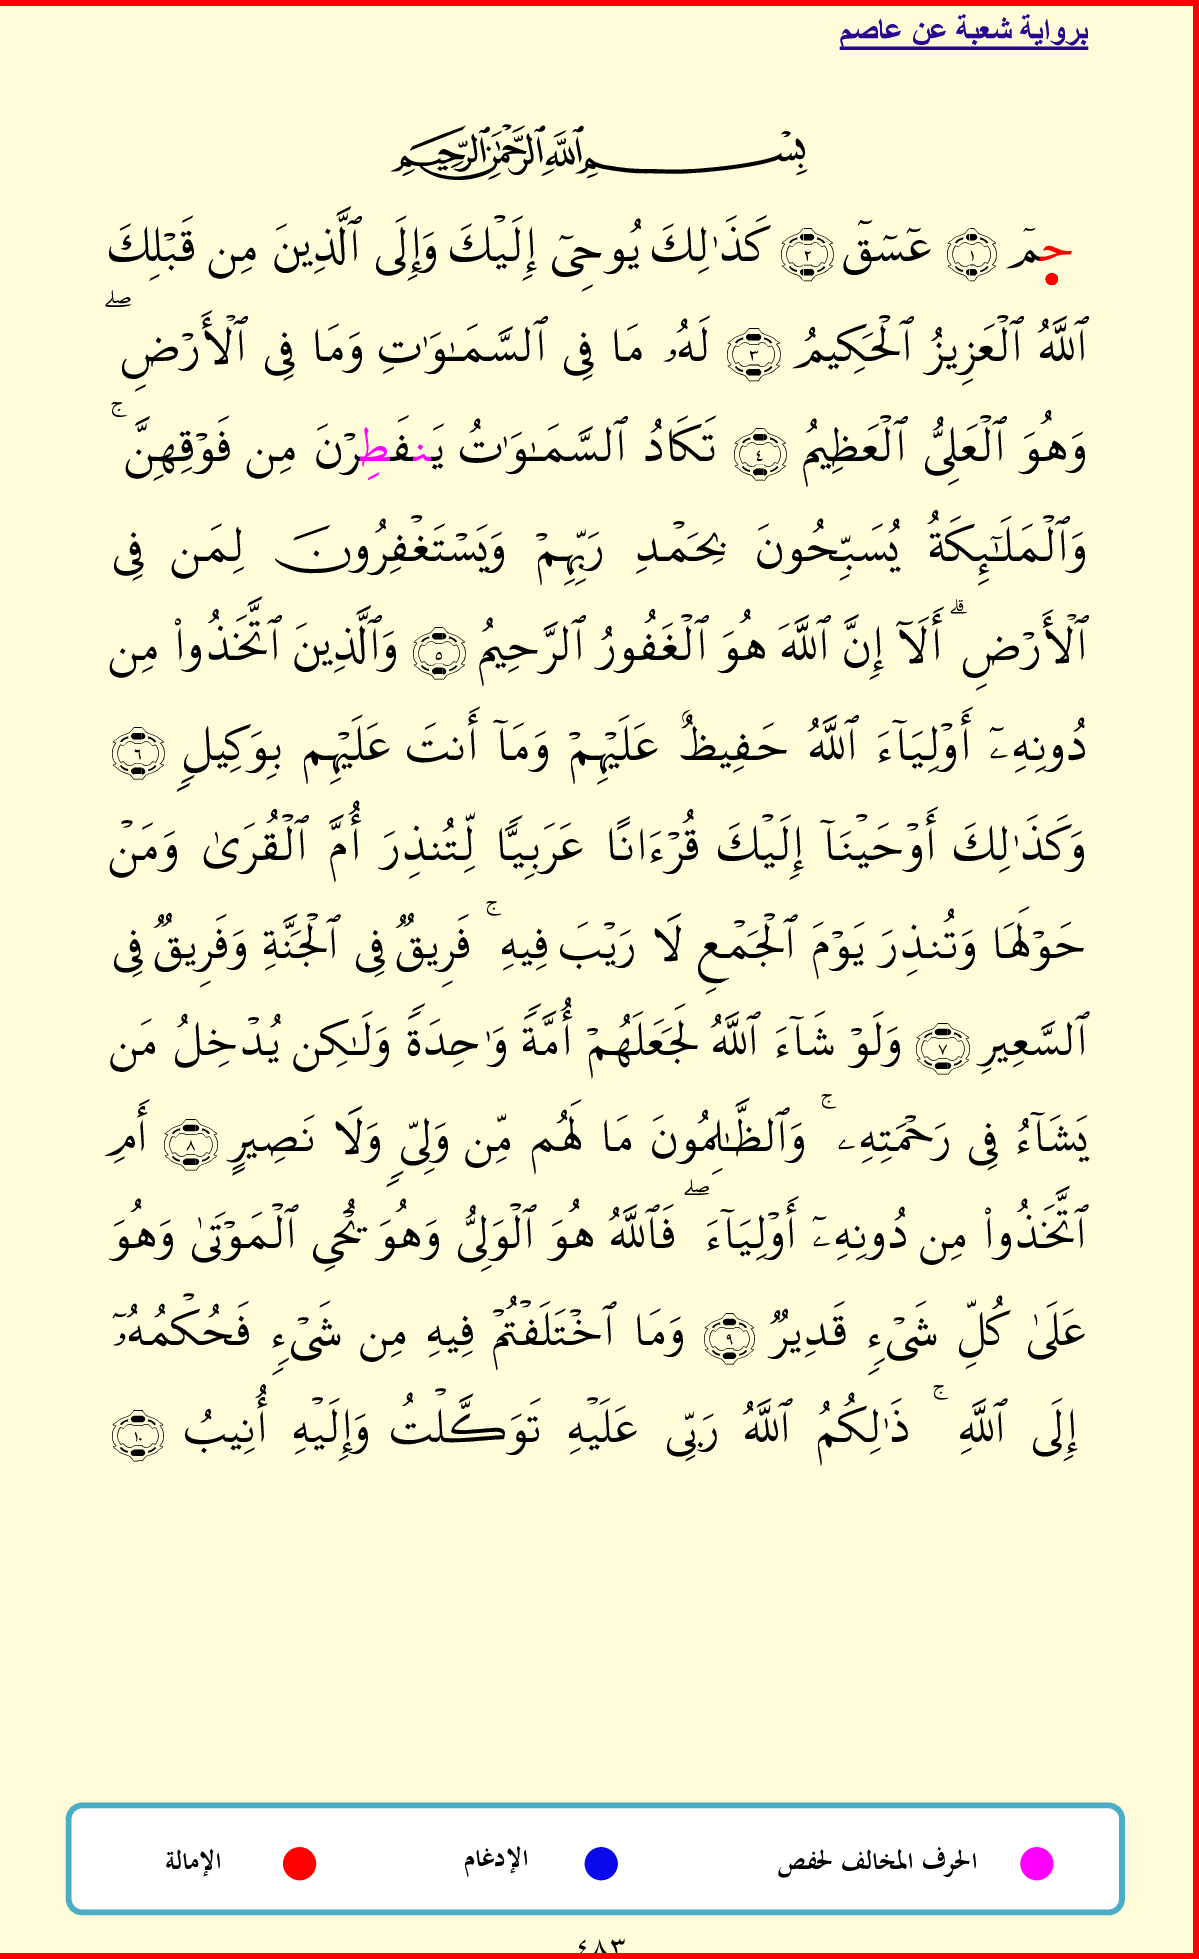 برواية شعبة عن عاصم
بِسْمِ ٱللَّهِ ٱلرَّحْمَٰنِ ٱلرَّحِيمِ
حمٓ ١ عٓسٓقٓ ٢ كَذَٰلِكَ يُوحِىٓ إِلَيْكَ وَإِلَى ٱلَّذِينَ مِن قَبْلِكَ
ٱللَّهُ ٱلْعَزِيزُ ٱلْحَكِيمُ ٣ لَهُۥ مَا فِى ٱلسَّمَـٰوَٰتِ وَمَا فِى ٱلْأَرْضِ ۖ
وَهُوَ ٱلْعَلِىُّ ٱلْعَظِيمُ ٤ تَكَادُ ٱلسَّمَـٰوَٰتُ يَنفَطِرْنَ مِن فَوْقِهِنَّ ۚ
وَٱلْمَلَـٰٓئِكَةُ يُسَبِّحُونَ بِحَمْدِ رَبِّهِمْ وَيَسْتَغْفِرُونَ لِمَن فِى
ٱلْأَرْضِ ۗ أَلَآ إِنَّ ٱللَّهَ هُوَ ٱلْغَفُورُ ٱلرَّحِيمُ ٥ وَٱلَّذِينَ ٱتَّخَذُوا۟ مِن
دُونِهِۦٓ أَوْلِيَآءَ ٱللَّهُ حَفِيظٌ عَلَيْهِمْ وَمَآ أَنتَ عَلَيْهِم بِوَكِيلٍ ٦
وَكَذَٰلِكَ أَوْحَيْنَآ إِلَيْكَ قُرْءَانًا عَرَبِيًّا لِّتُنذِرَ أُمَّ ٱلْقُرَىٰ وَمَنْ
حَوْلَهَا وَتُنذِرَ يَوْمَ ٱلْجَمْعِ لَا رَيْبَ فِيهِ ۚ فَرِيقٌ فِى ٱلْجَنَّةِ وَفَرِيقٌ فِى
ٱلسَّعِيرِ ٧ وَلَوْ شَآءَ ٱللَّهُ لَجَعَلَهُمْ أُمَّةً وَٰحِدَةً وَلَـٰكِن يُدْخِلُ مَن
يَشَآءُ فِى رَحْمَتِهِۦ ۚ وَٱلظَّـٰلِمُونَ مَا لَهُم مِّن وَلِىٍّ وَلَا نَصِيرٍ ٨ أَمِ
ٱتَّخَذُوا۟ مِن دُونِهِۦٓ أَوْلِيَآءَ ۖ فَٱللَّهُ هُوَ ٱلْوَلِىُّ وَهُوَ يُحْىِ ٱلْمَوْتَىٰ وَهُوَ
عَلَىٰ كُلِّ شَىْءٍ قَدِيرٌ ٩ وَمَا ٱخْتَلَفْتُمْ فِيهِ مِن شَىْءٍ فَحُكْمُهُۥٓ
إِلَى ٱللَّهِ ۚ ذَٰلِكُمُ ٱللَّهُ رَبِّى عَلَيْهِ تَوَكَّلْتُ وَإِلَيْهِ أُنِيبُ ١٠
الحرف المخالف لحفص الإدغام الإمالة
٤٨٣